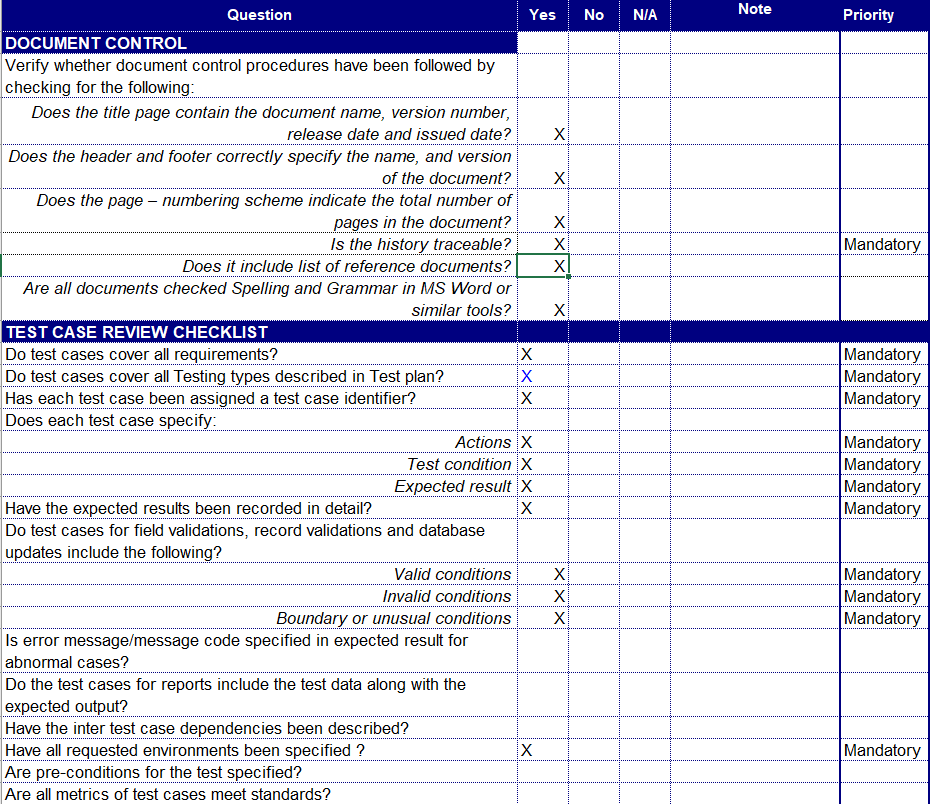 Question Yes No N/A Note Priority
DOCUMENT CONTROL
Verify whether document control procedures have been followed by
checking for the following:
Does the title page contain the document name, version number,
release date and issued date? X
Does the header and footer correctly specify the name, and version
of the document? X
Does the page – numbering scheme indicate the total number of
pages in the document? X
Is the history traceable? X Mandatory
Does it include list of reference documents? X
Are all documents checked Spelling and Grammar in MS Word or
similar tools? X
TEST CASE REVIEW CHECKLIST
Do test cases cover all requirements? X Mandatory
Do test cases cover all Testing types described in Test plan? X Mandatory
Has each test case been assigned a test case identifier? X Mandatory
Does each test case specify:
Actions X Mandatory
Test condition X Mandatory
Expected result X Mandatory
Have the expected results been recorded in detail? X Mandatory
Do test cases for field validations, record validations and database
updates include the following?
Valid conditions X Mandatory
Invalid conditions X Mandatory
Boundary or unusual conditions X Mandatory
Is error message/message code specified in expected result for
abnormal cases?
Do the test cases for reports include the test data along with the
expected output?
Have the inter test case dependencies been described?
Have all requested environments been specified ? X Mandatory
Are pre-conditions for the test specified?
Are all metrics of test cases meet standards?